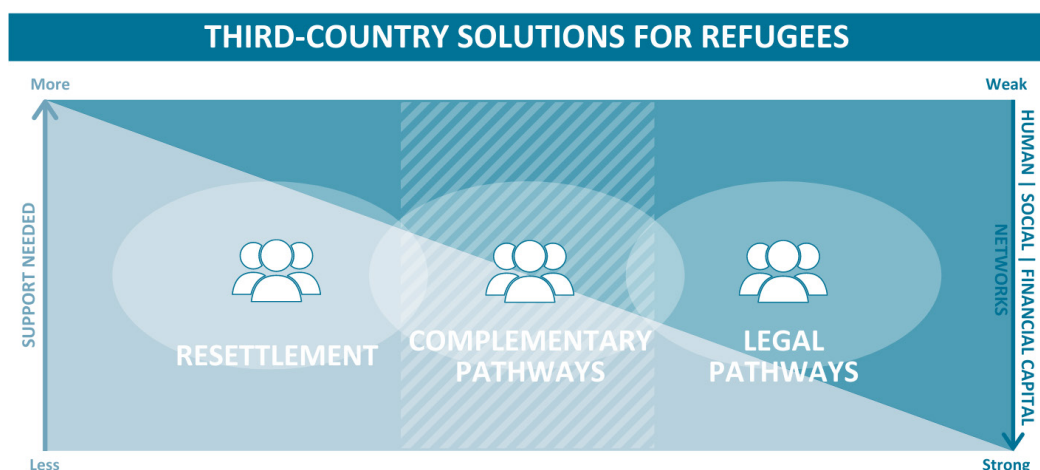 THIRD-COUNTRY SOLUTIONS FOR REFUGEES
More
Weak
SUPPORT NEEDED
RESETTLEMENT
COMPLEMENTARY
PATHWAYS
LEGAL
PATHWAYS
NETWORKS
HUMAN | SOCIAL | FINANCIAL CAPITAL
Less
Strong